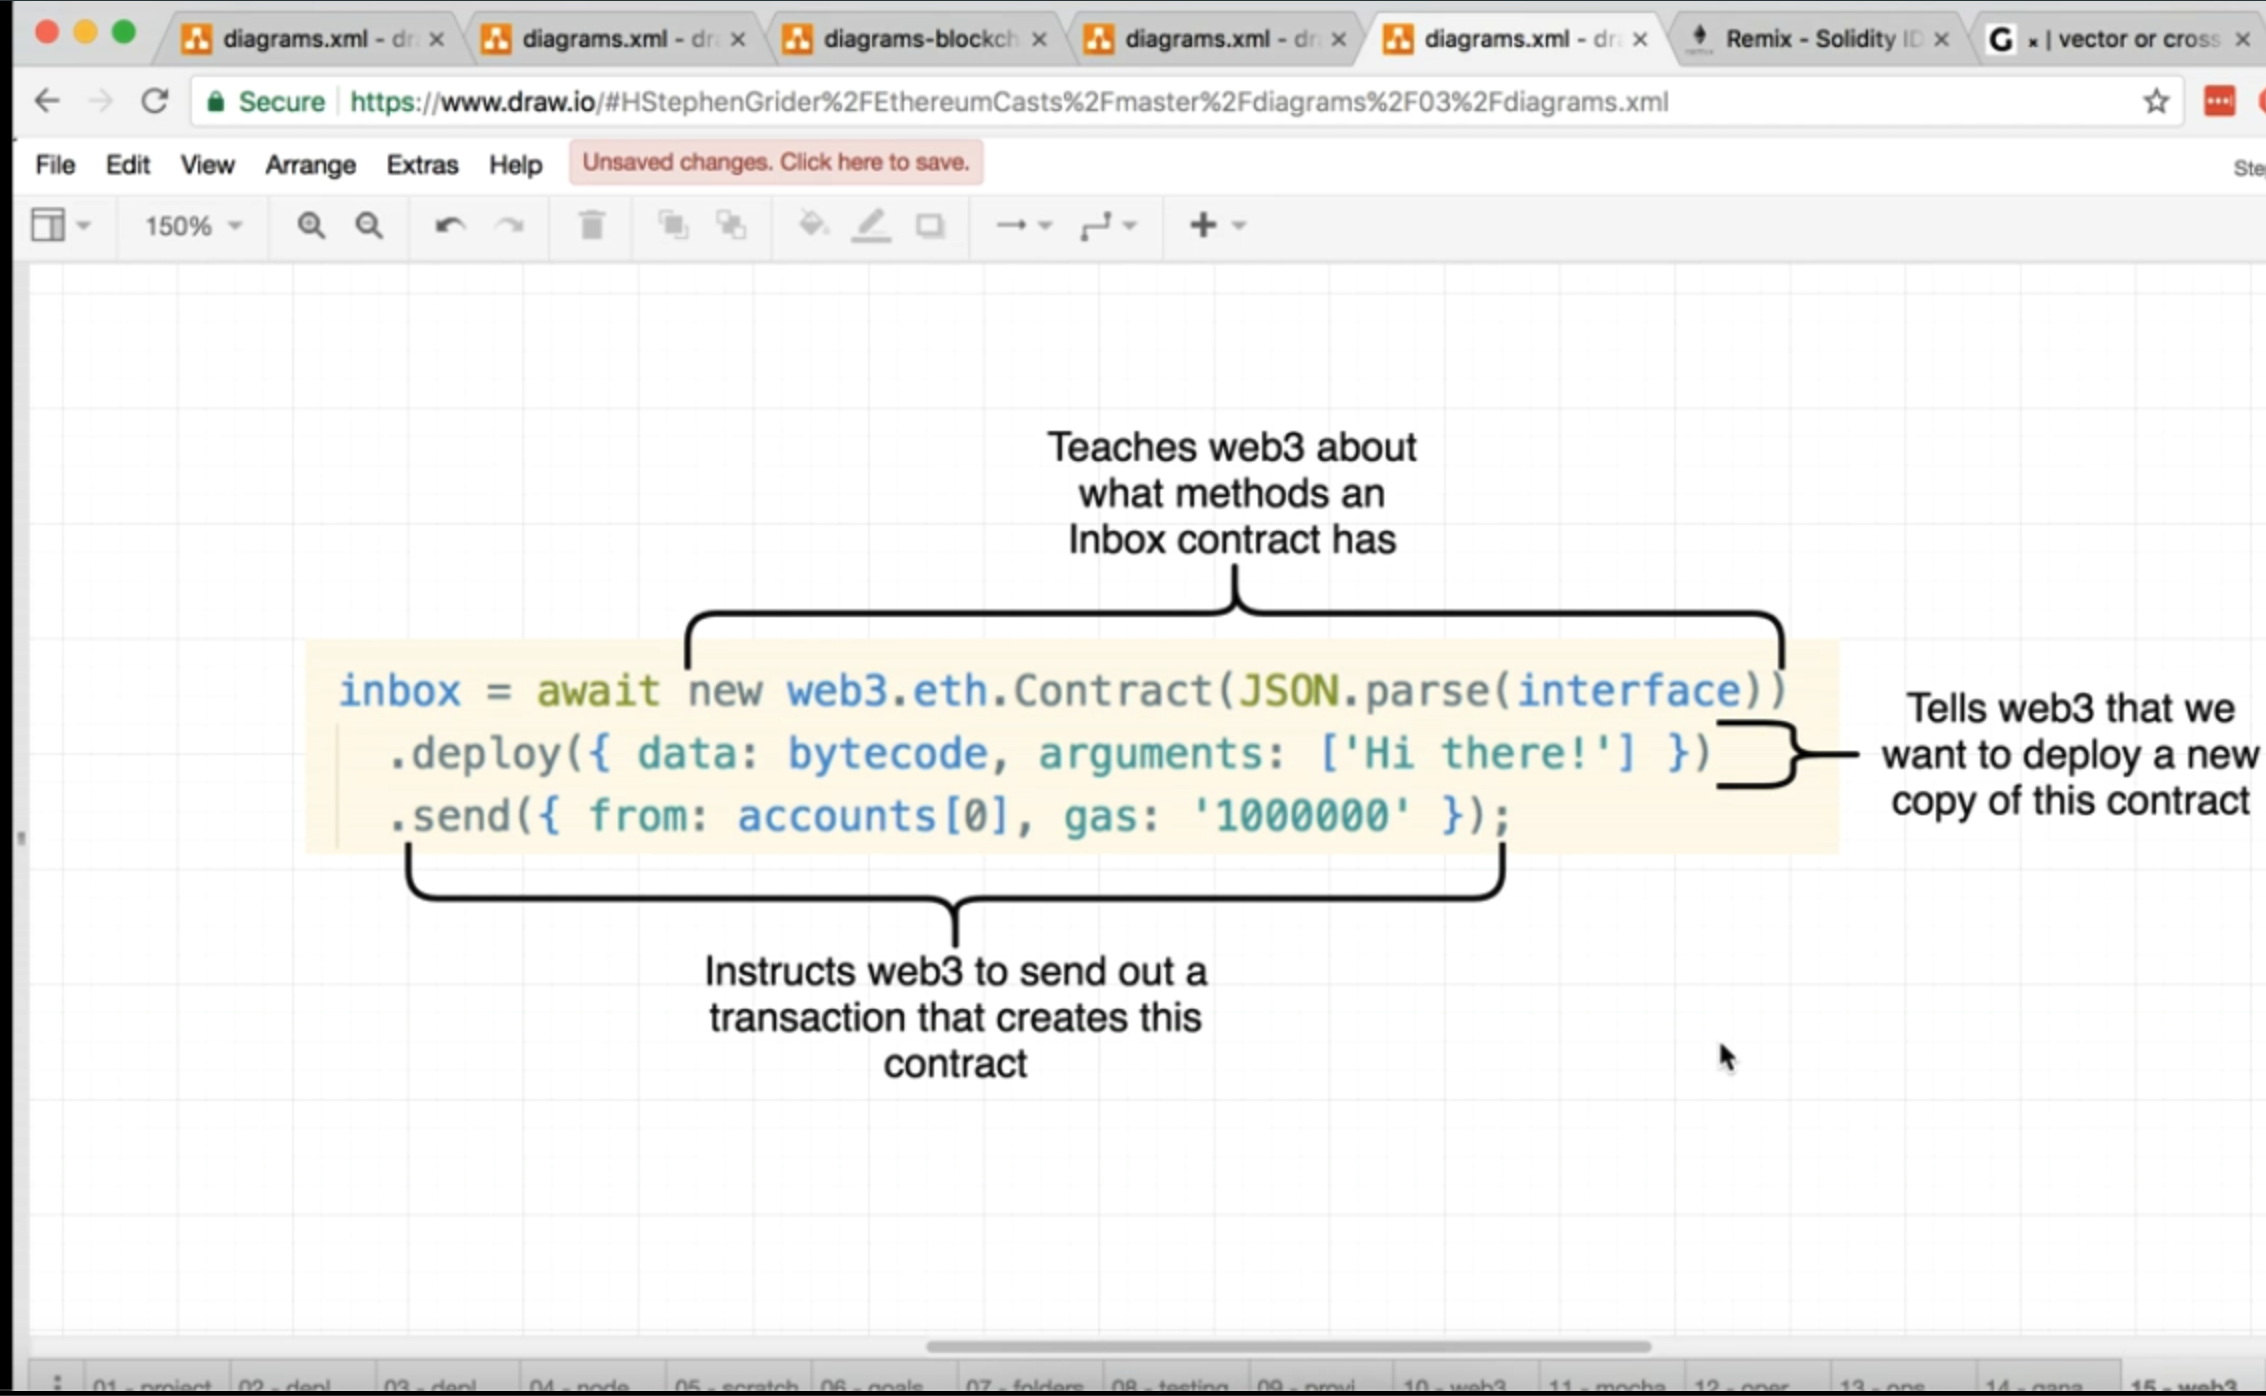 diagrams.xml - dr
diagrams.xml - dr
diagrams-blockch
diagrams.xml - dr
diagrams.xml - dr
Remix - Solidity ID
G × | vector or cross
Secure https://www.draw.io/#HStephenGrider%2FEthereumCasts%2Fmaster%2Fdiagrams%2F03%2Fdiagrams.xml
File Edit View Arrange Extras Help Unsaved changes. Click here to save. Ste
150%
Teaches web3 about
what methods an
Inbox contract has
inbox = await new web3.eth.Contract(JSON.parse(interface))
.deploy({ data: bytecode, arguments: ['Hi there!'] })
.send({ from: accounts[0], gas: '1000000' });
Tells web3 that we
want to deploy a new
copy of this contract
Instructs web3 to send out a
transaction that creates this
contract
01 - project 02 - depl 03 - depl 04 - node 05 - scratch 06 - goals 07 - folders 08 - testing 09 - provi 10 - web3 11 - mocha 12 - oper 13 - ops 14 - gana 15 - web3